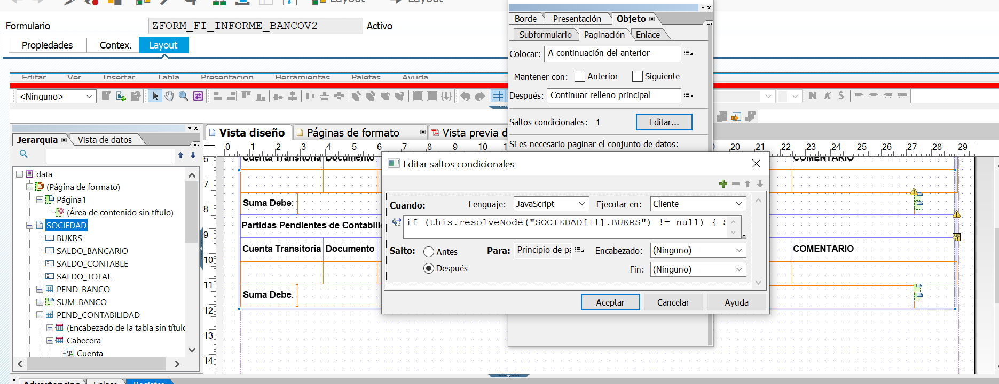 Layout
Layout
Formulario ZFORM_FI_INFORME_BANCOV2 Activo
Propiedades Contex. Layout
Editar Ver Insertar Tabla Presentación Herramientas Paletas Ayuda
<Ninguno>
N K S
Borde Presentación Objeto
Subformulario Paginación Enlace
Colocar: A continuación del anterior
Mantener con: Anterior Siguiente
Después: Continuar relleno principal
Saltos condicionales: 1 Editar...
Si es necesario paginar el conjunto de datos:
Jerarquía Vista de datos
data
(Página de formato)
Página1
(Área de contenido sin título)
SOCIEDAD
BUKRS
SALDO_BANCARIO
SALDO_CONTABLE
SALDO_TOTAL
PEND_BANCO
SUM_BANCO
PEND_CONTABILIDAD
(Encabezado de la tabla sin títulc
Cabecera
Cuenta
Vista diseño Páginas de formato Vista previa d
0 1 2 3 4 5 6 7 8 9 10 11 20 21 22 23 24 25 26 27 28 29
6
7
8
9
10
11
12
13
14
Cuenta Transitoria Documento COMENTARIO
Suma Debe:
Partidas Pendientes de Contabili
Cuenta Transitoria Documento COMENTARIO
Suma Debe:
Editar saltos condicionales
Cuando: Lenguaje: JavaScript Ejecutar en: Cliente
if (this.resolveNode("SOCIEDAD[+1].BUKRS") != null) {
Salto: Antes Para: Principio de pá Encabezado: (Ninguno)
Después Fin: (Ninguno)
Aceptar Cancelar Ayuda
Advertencias Enlace Registro